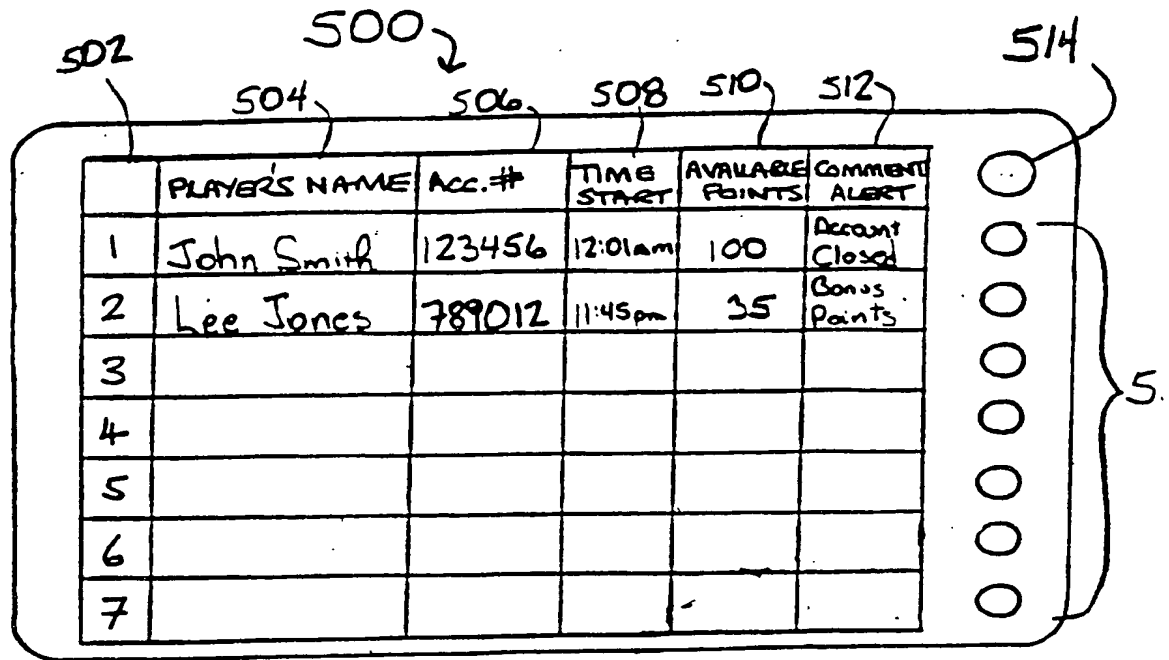 500
502
514
504 506 508 510 512
PLAYER'S NAME Acc.# TIME START AVAILABLE POINTS COMMENT ALERT
1 John Smith 123456 12:01am 100 Account Closed
2 Lee Jones 789012 11:45pm 35 Bonus Points
3
4
5
6
7
5.